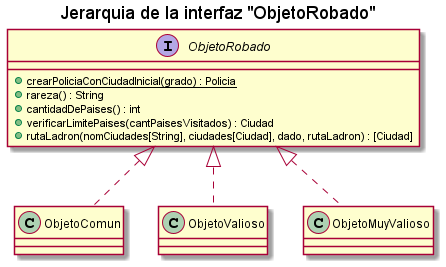 Jerarquia de la interfaz "ObjetoRobado"
I ObjetoRobado
crearPoliciaConCiudadInicial(grado) : Policia
rareza() : String
cantidadDePaises() : int
verificarLimitePaises(cantPaisesVisitados) : Ciudad
rutaLadron(nomCiudades[String], ciudades[Ciudad], dado, rutaLadron) : [Ciudad]
C ObjetoComun
C ObjetoValioso
C ObjetoMuyValioso